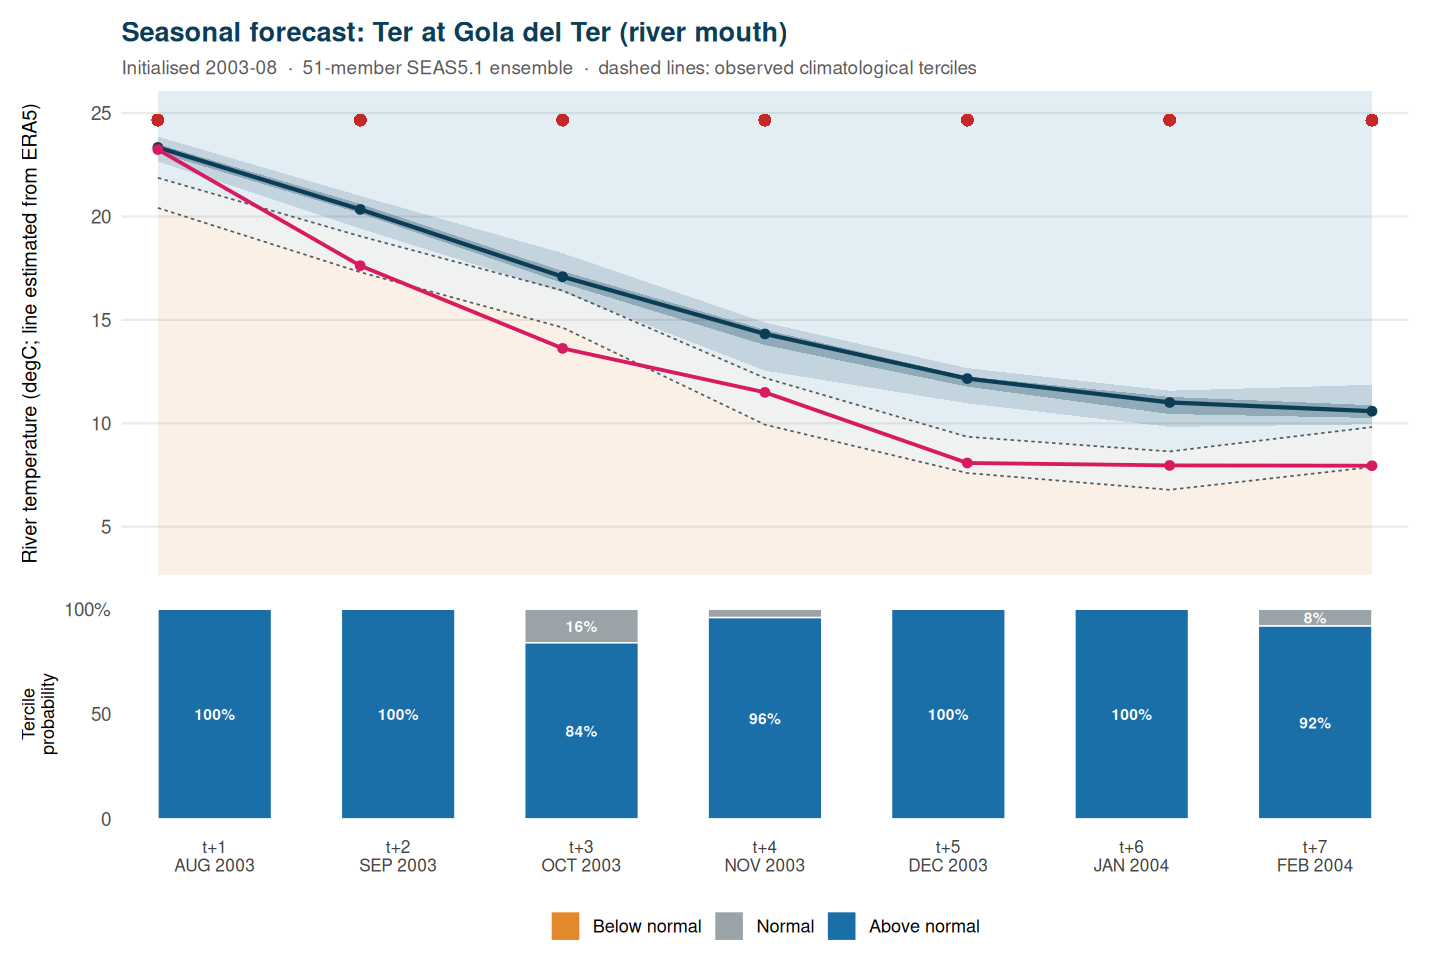 Seasonal forecast: Ter at Gola del Ter (river mouth)
Initialised 2003-08 · 51-member SEAS5.1 ensemble · dashed lines: observed climatological terciles
River temperature (degC; line estimated from ERA5)
25
20
15
10
5
Tercile
probability
100%
50
0
100%
100%
16%
84%
96%
100%
100%
8%
92%
t+1
AUG 2003
t+2
SEP 2003
t+3
OCT 2003
t+4
NOV 2003
t+5
DEC 2003
t+6
JAN 2004
t+7
FEB 2004
Below normal
Normal
Above normal